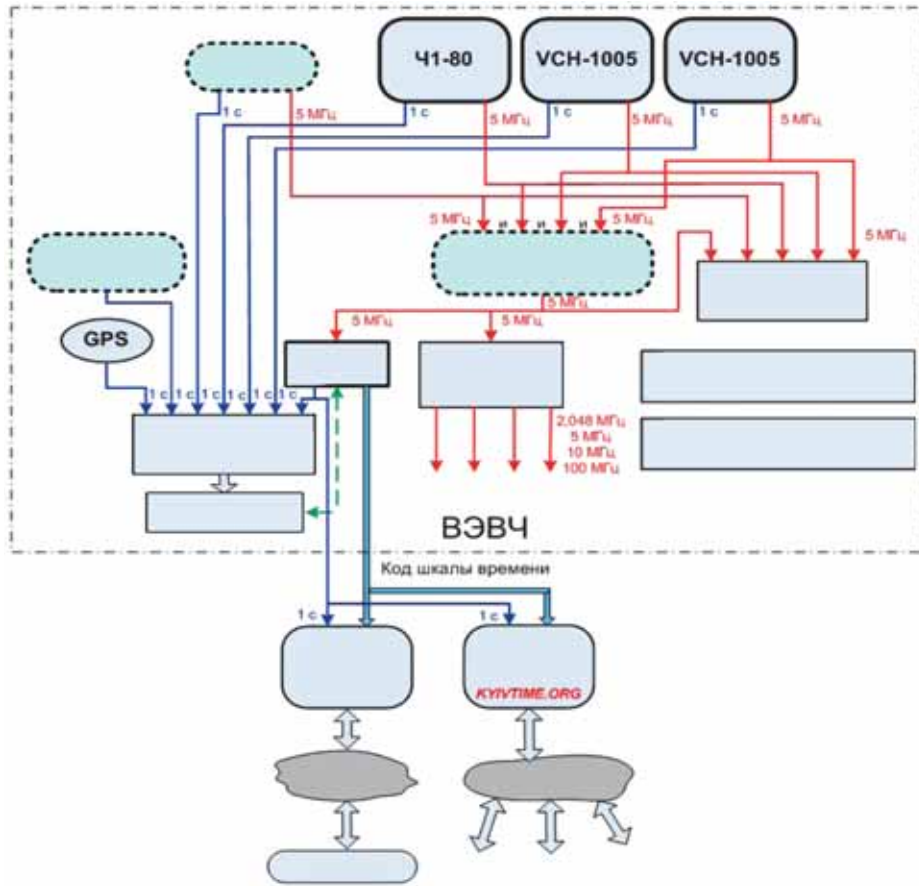 Ч1-80
VCH-1005
VCH-1005
1 с
5 МГц
1 с
5 МГц
1 с
5 МГц
1 с
5 МГц
5 МГц
и
и
и
5 МГц
5 МГц
5 МГц
5 МГц
5 МГц
GPS
1 с
1 с
1 с
1 с
1 с
1 с
2,048 МГц
5 МГц
10 МГц
100 МГц
ВЭВЧ
Код шкалы времени
1 с
1 с
KYIVTIME.ORG